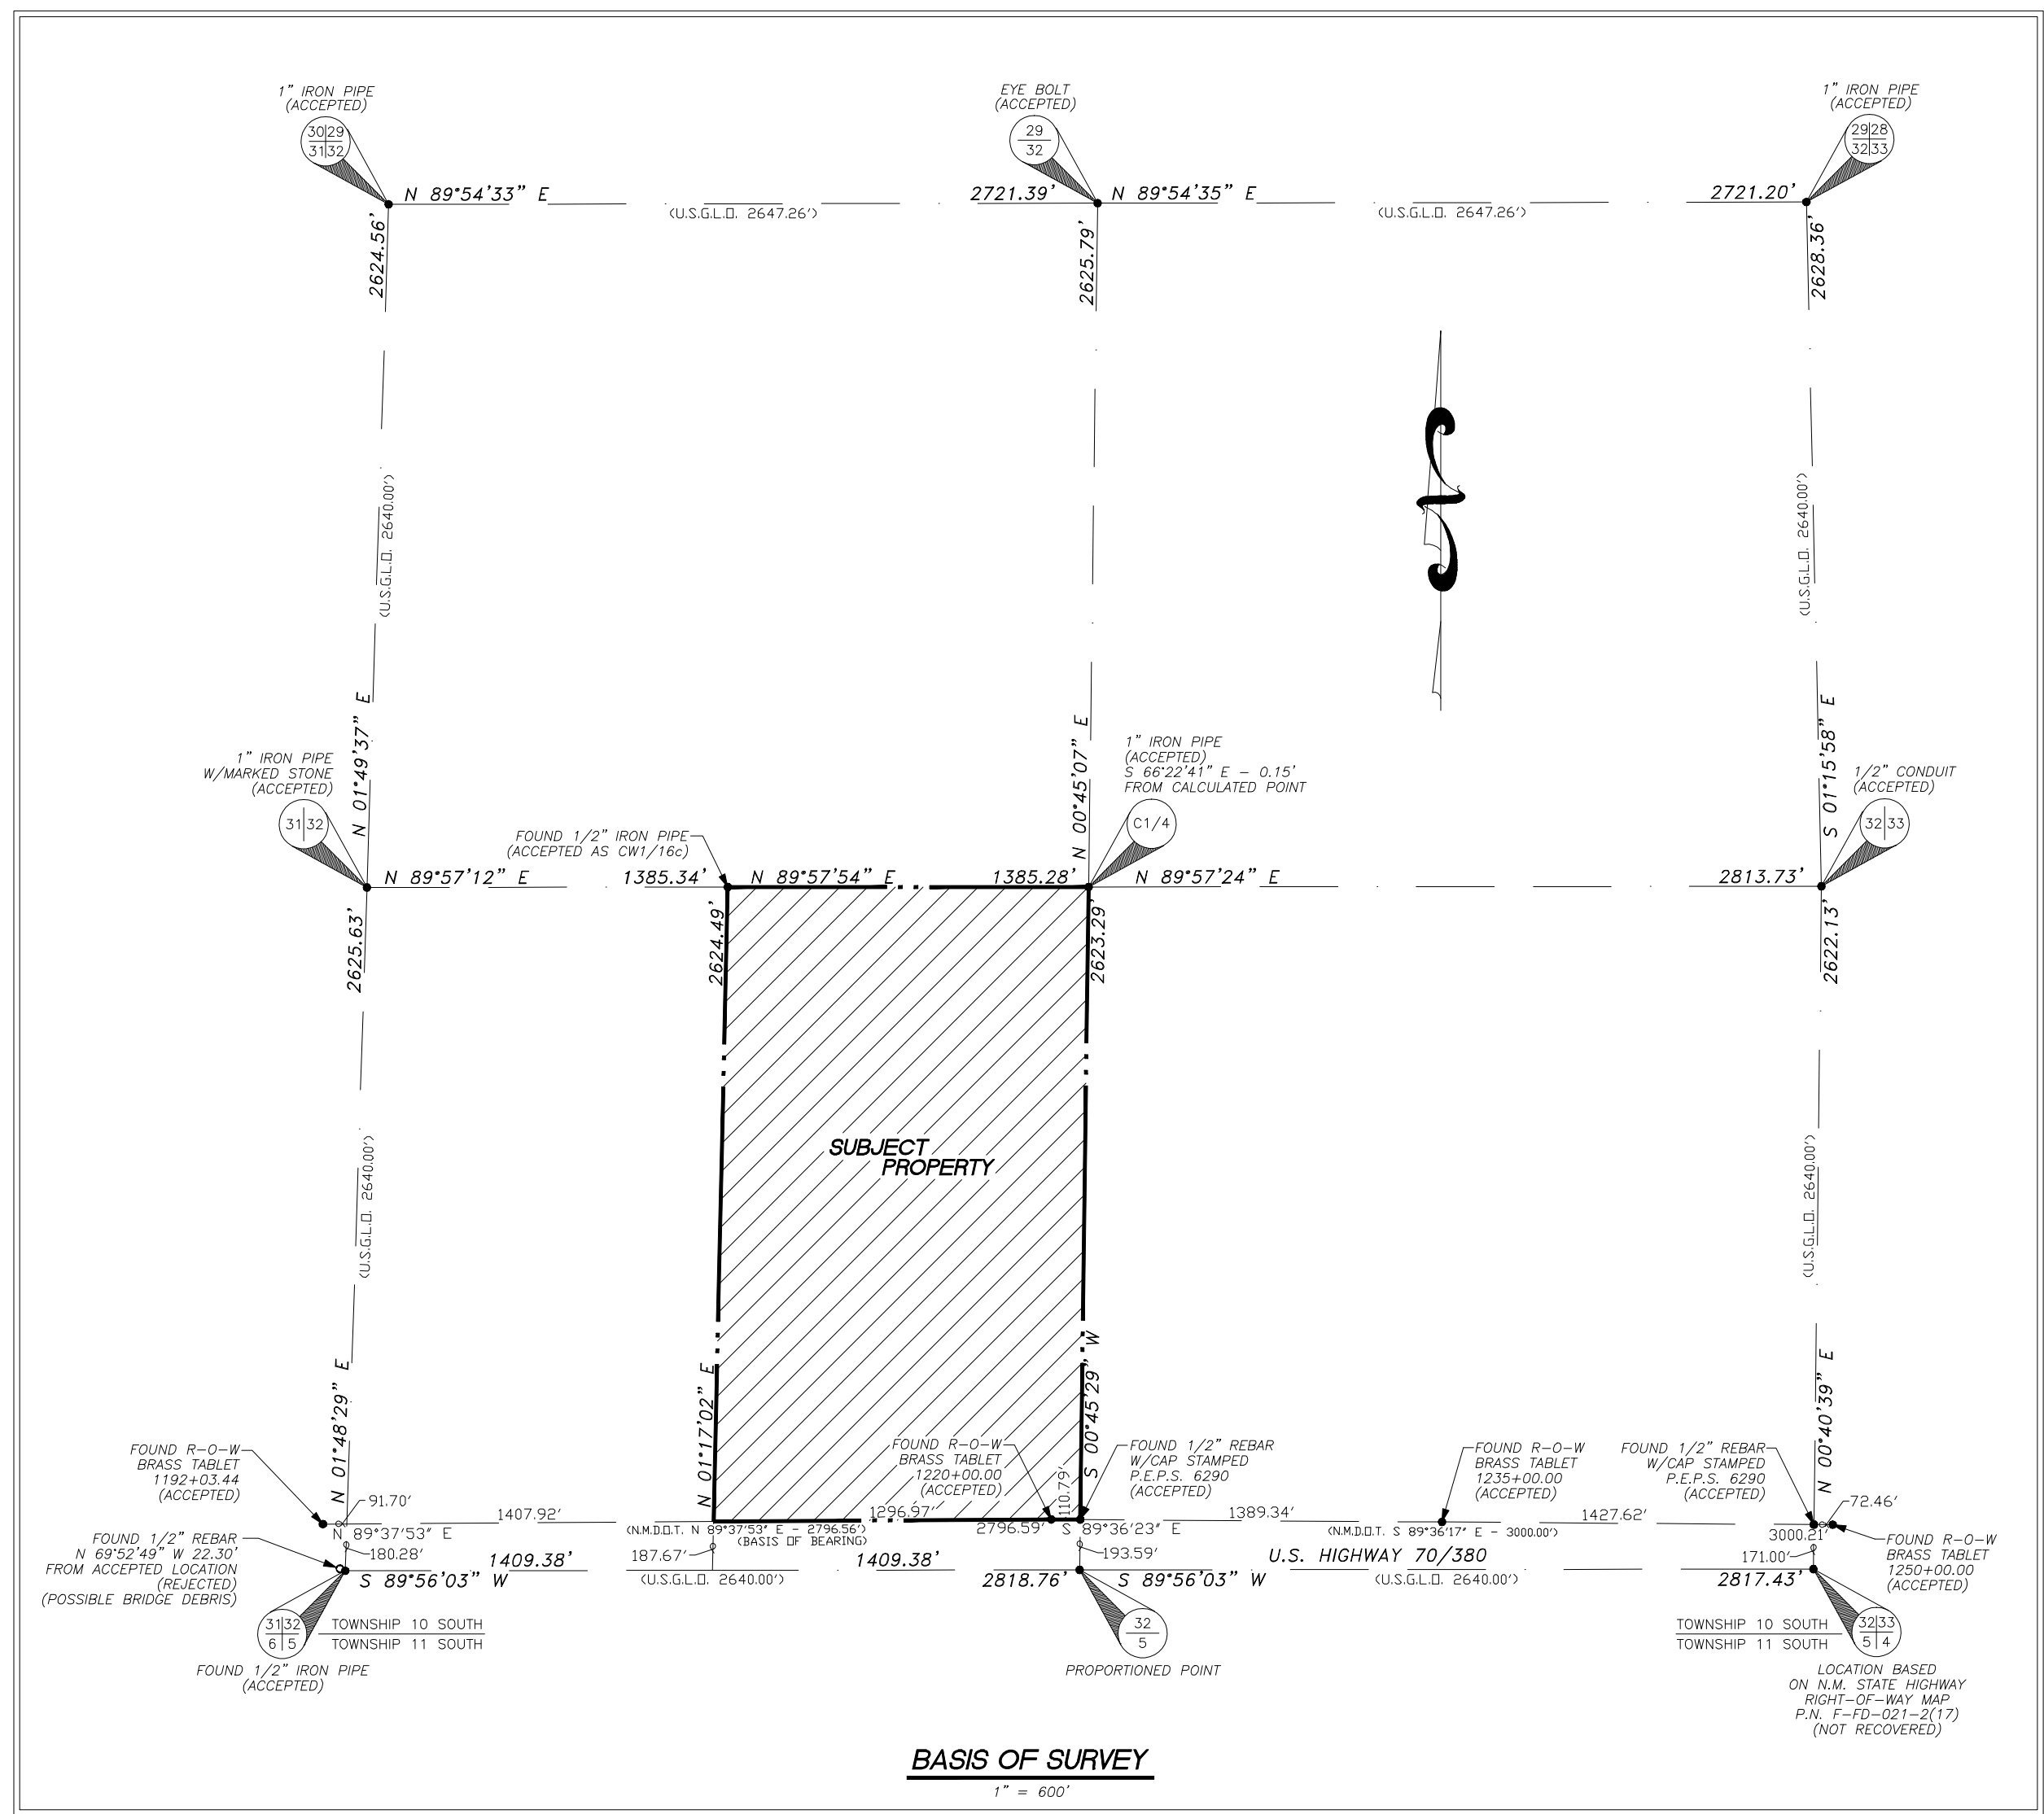 1" IRON PIPE
(ACCEPTED)
30|29
31|32
EYE BOLT
(ACCEPTED)
29
32
1" IRON PIPE
(ACCEPTED)
29|28
32|33
N 89°54'33" E
(U.S.G.L.O. 2647.26')
2721.39'
N 89°54'35" E
(U.S.G.L.O. 2647.26')
2721.20'
2624.56'
2625.79'
2628.36'
(U.S.G.L.O. 2640.00')
(U.S.G.L.O. 2640.00')
N 01°49'37" E
N 00°45'07" E
S 01°15'58" E
1" IRON PIPE
W/MARKED STONE
(ACCEPTED)
31|32
FOUND 1/2" IRON PIPE
(ACCEPTED AS CW1/16c)
1" IRON PIPE
(ACCEPTED)
S 66°22'41" E - 0.15'
FROM CALCULATED POINT
C1/4
1/2" CONDUIT
(ACCEPTED)
32|33
N 89°57'12" E
1385.34'
N 89°57'54" E
1385.28'
N 89°57'24" E
2813.73'
2625.63'
2624.49'
2623.29'
2622.13'
SUBJECT
PROPERTY
(U.S.G.L.O. 2640.00')
(U.S.G.L.O. 2640.00')
N 01°48'29" E
N 01°17'02" E
S 00°45'29" W
N 00°40'39" E
FOUND R-O-W
BRASS TABLET
1192+03.44
(ACCEPTED)
FOUND R-O-W
BRASS TABLET
1220+00.00
(ACCEPTED)
110.79'
FOUND 1/2" REBAR
W/CAP STAMPED
P.E.P.S. 6290
(ACCEPTED)
FOUND R-O-W
BRASS TABLET
1235+00.00
(ACCEPTED)
FOUND 1/2" REBAR
W/CAP STAMPED
P.E.P.S. 6290
(ACCEPTED)
91.70'
1407.92'
1296.97'
1389.34'
1427.62'
72.46'
N 89°37'53" E
(N.M.D.O.T. N 89°37'53" E - 2796.56')
(BASIS OF BEARING)
2796.59'
S 89°36'23" E
(N.M.D.O.T. S 89°36'17" E - 3000.00')
3000.21'
FOUND R-O-W
BRASS TABLET
1250+00.00
(ACCEPTED)
FOUND 1/2" REBAR
N 69°52'49" W 22.30'
FROM ACCEPTED LOCATION
(REJECTED)
(POSSIBLE BRIDGE DEBRIS)
180.28'
187.67'
193.59'
171.00'
U.S. HIGHWAY 70/380
S 89°56'03" W
1409.38'
(U.S.G.L.O. 2640.00')
1409.38'
2818.76'
S 89°56'03" W
(U.S.G.L.O. 2640.00')
2817.43'
31|32
6|5
TOWNSHIP 10 SOUTH
TOWNSHIP 11 SOUTH
FOUND 1/2" IRON PIPE
(ACCEPTED)
32
5
PROPORTIONED POINT
TOWNSHIP 10 SOUTH
TOWNSHIP 11 SOUTH
32|33
5|4
LOCATION BASED
ON N.M. STATE HIGHWAY
RIGHT-OF-WAY MAP
P.N. F-FD-021-2(17)
(NOT RECOVERED)
BASIS OF SURVEY
1" = 600'